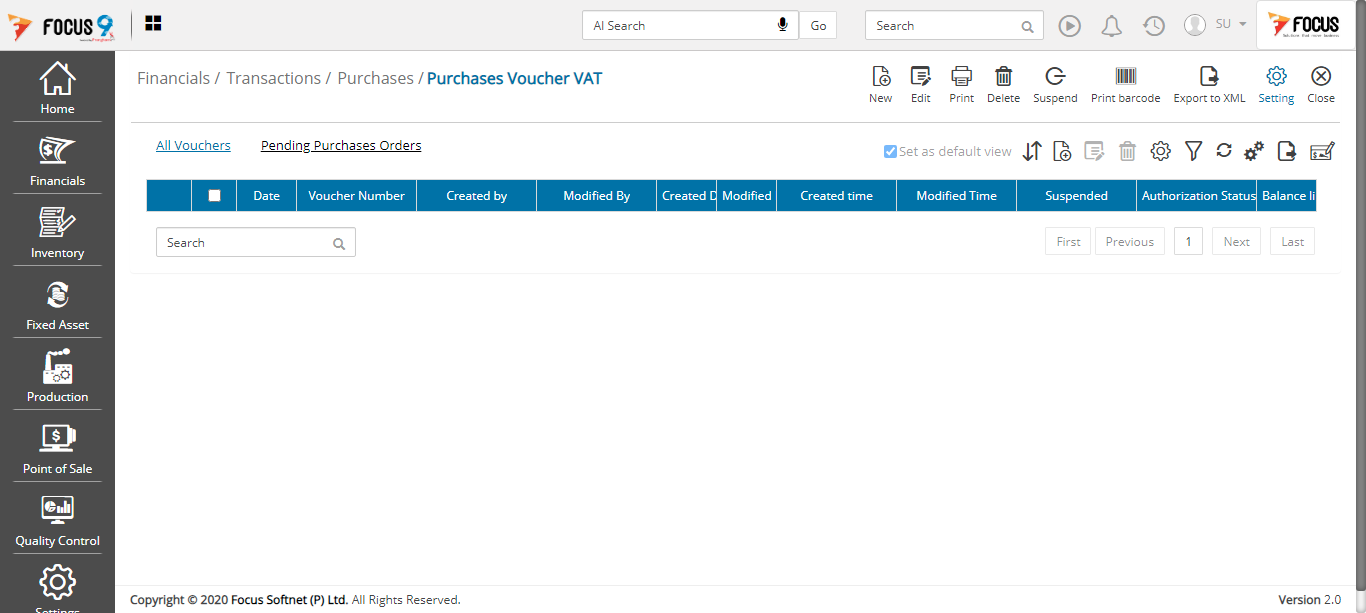 FOCUS 9
AI Search
Go
Search
SU
FOCUS
Home
Financials
Inventory
Fixed Asset
Production
Point of Sale
Quality Control
Settings
Financials / Transactions / Purchases / Purchases Voucher VAT
New Edit Print Delete Suspend Print barcode Export to XML Setting Close
All Vouchers Pending Purchases Orders
Set as default view
Date Voucher Number Created by Modified By Created D Modified Created time Modified Time Suspended Authorization Status Balance li
Search
First Previous 1 Next Last
Copyright © 2020 Focus Softnet (P) Ltd. All Rights Reserved.
Version 2.0